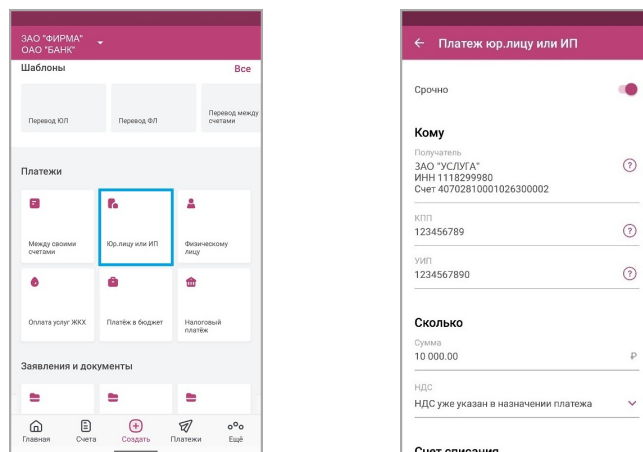 ЗАО "ФИРМА"
ОАО "БАНК"
Шаблоны
Все
Перевод ЮЛ
Перевод ФЛ
Перевод между
счетами
Платежи
Между своими
счетами
Юр.лицу или ИП
Физическому
лицу
Оплата услуг ЖКХ
Платёж в бюджет
Налоговый
платёж
Заявления и документы
Главная
Счета
Создать
Платежи
Ещё
Платеж юр.лицу или ИП
Срочно
Кому
Получатель
ЗАО "УСЛУГА"
ИНН 1118299980
Счет 40702810001026300002
КПП
123456789
УИП
1234567890
Сколько
Сумма
10 000.00 ₽
НДС
НДС уже указан в назначении платежа
Счет списания